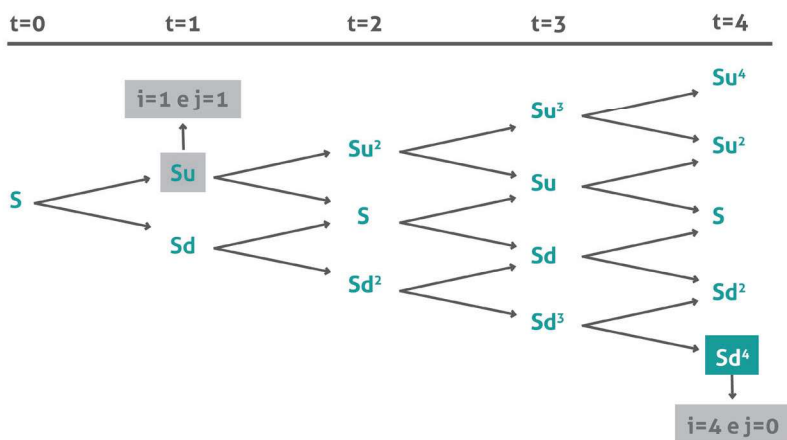 t=0 t=1 t=2 t=3 t=4
i=1 e j=1
Su⁴
Su³
Su² Su²
Su Su
S S S
Sd Sd
Sd² Sd²
Sd³
Sd⁴
i=4 e j=0